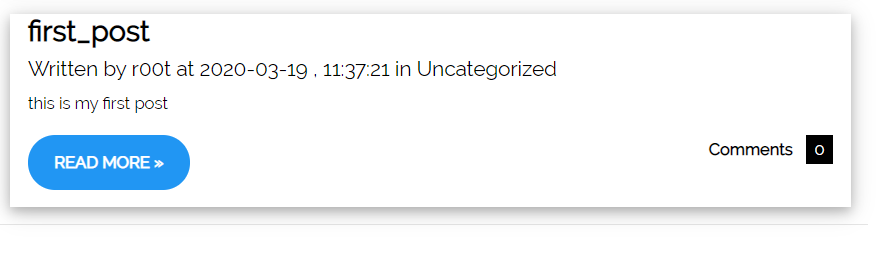 first_post
Written by r00t at 2020-03-19 , 11:37:21 in Uncategorized
this is my first post
READ MORE »
Comments 0